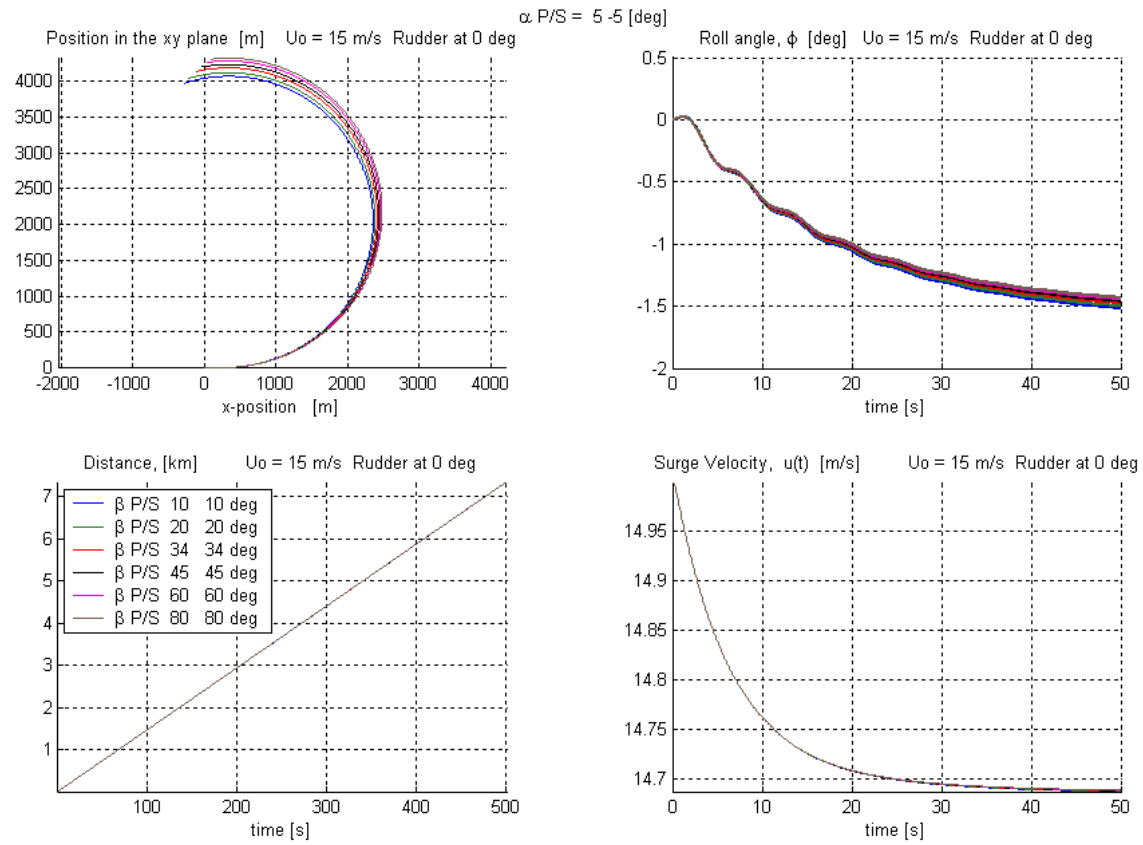 α P/S = 5 -5 [deg]
Position in the xy plane [m] Uo = 15 m/s Rudder at 0 deg
4000
3500
3000
2500
2000
1500
1000
500
0
-2000 -1000 0 1000 2000 3000 4000
x-position [m]
Roll angle, ϕ [deg] Uo = 15 m/s Rudder at 0 deg
0.5
0
-0.5
-1
-1.5
-2
0 10 20 30 40 50
time [s]
Distance, [km] Uo = 15 m/s Rudder at 0 deg
7
6
5
4
3
2
1
β P/S 10 10 deg
β P/S 20 20 deg
β P/S 34 34 deg
β P/S 45 45 deg
β P/S 60 60 deg
β P/S 80 80 deg
100 200 300 400 500
time [s]
Surge Velocity, u(t) [m/s] Uo = 15 m/s Rudder at 0 deg
14.95
14.9
14.85
14.8
14.75
14.7
0 10 20 30 40 50
time [s]